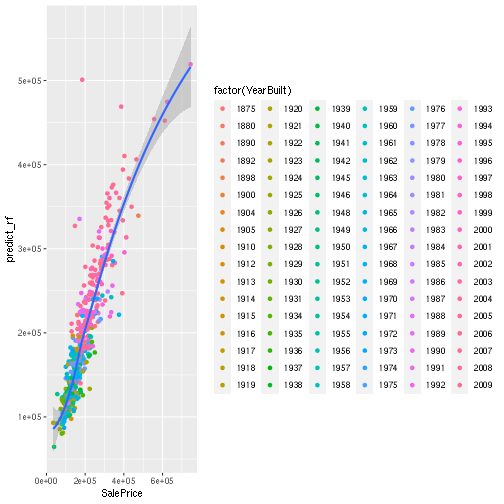 factor(YearBuilt)
1875 1920 1939 1959 1976 1993
1880 1921 1940 1960 1977 1994
1890 1922 1941 1961 1978 1995
1892 1923 1942 1962 1979 1996
1898 1924 1945 1963 1980 1997
1900 1925 1946 1964 1981 1998
1904 1926 1948 1965 1982 1999
1905 1927 1949 1966 1983 2000
1910 1928 1950 1967 1984 2001
1912 1929 1951 1968 1985 2002
1913 1930 1952 1969 1986 2003
1914 1931 1953 1970 1987 2004
1915 1934 1954 1971 1988 2005
1916 1935 1955 1972 1989 2006
1917 1936 1956 1973 1990 2007
1918 1937 1957 1974 1991 2008
1919 1938 1958 1975 1992 2009
predict_rf
5e+05
4e+05
3e+05
2e+05
1e+05
0e+00 2e+05 4e+05 6e+05
SalePrice